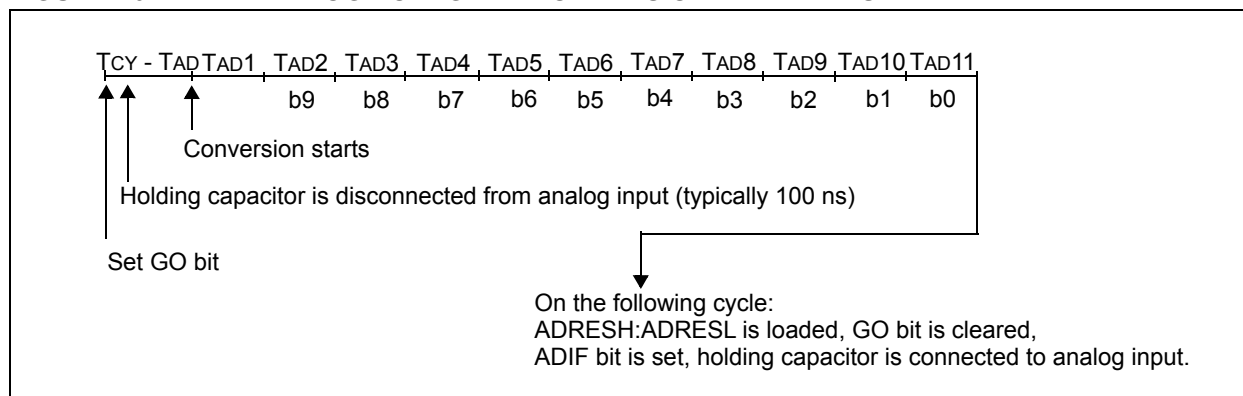 TCY - TAD TAD1 TAD2 TAD3 TAD4 TAD5 TAD6 TAD7 TAD8 TAD9 TAD10 TAD11
b9 b8 b7 b6 b5 b4 b3 b2 b1 b0
Conversion starts
Holding capacitor is disconnected from analog input (typically 100 ns)
Set GO bit
On the following cycle:
ADRESH:ADRESL is loaded, GO bit is cleared,
ADIF bit is set, holding capacitor is connected to analog input.